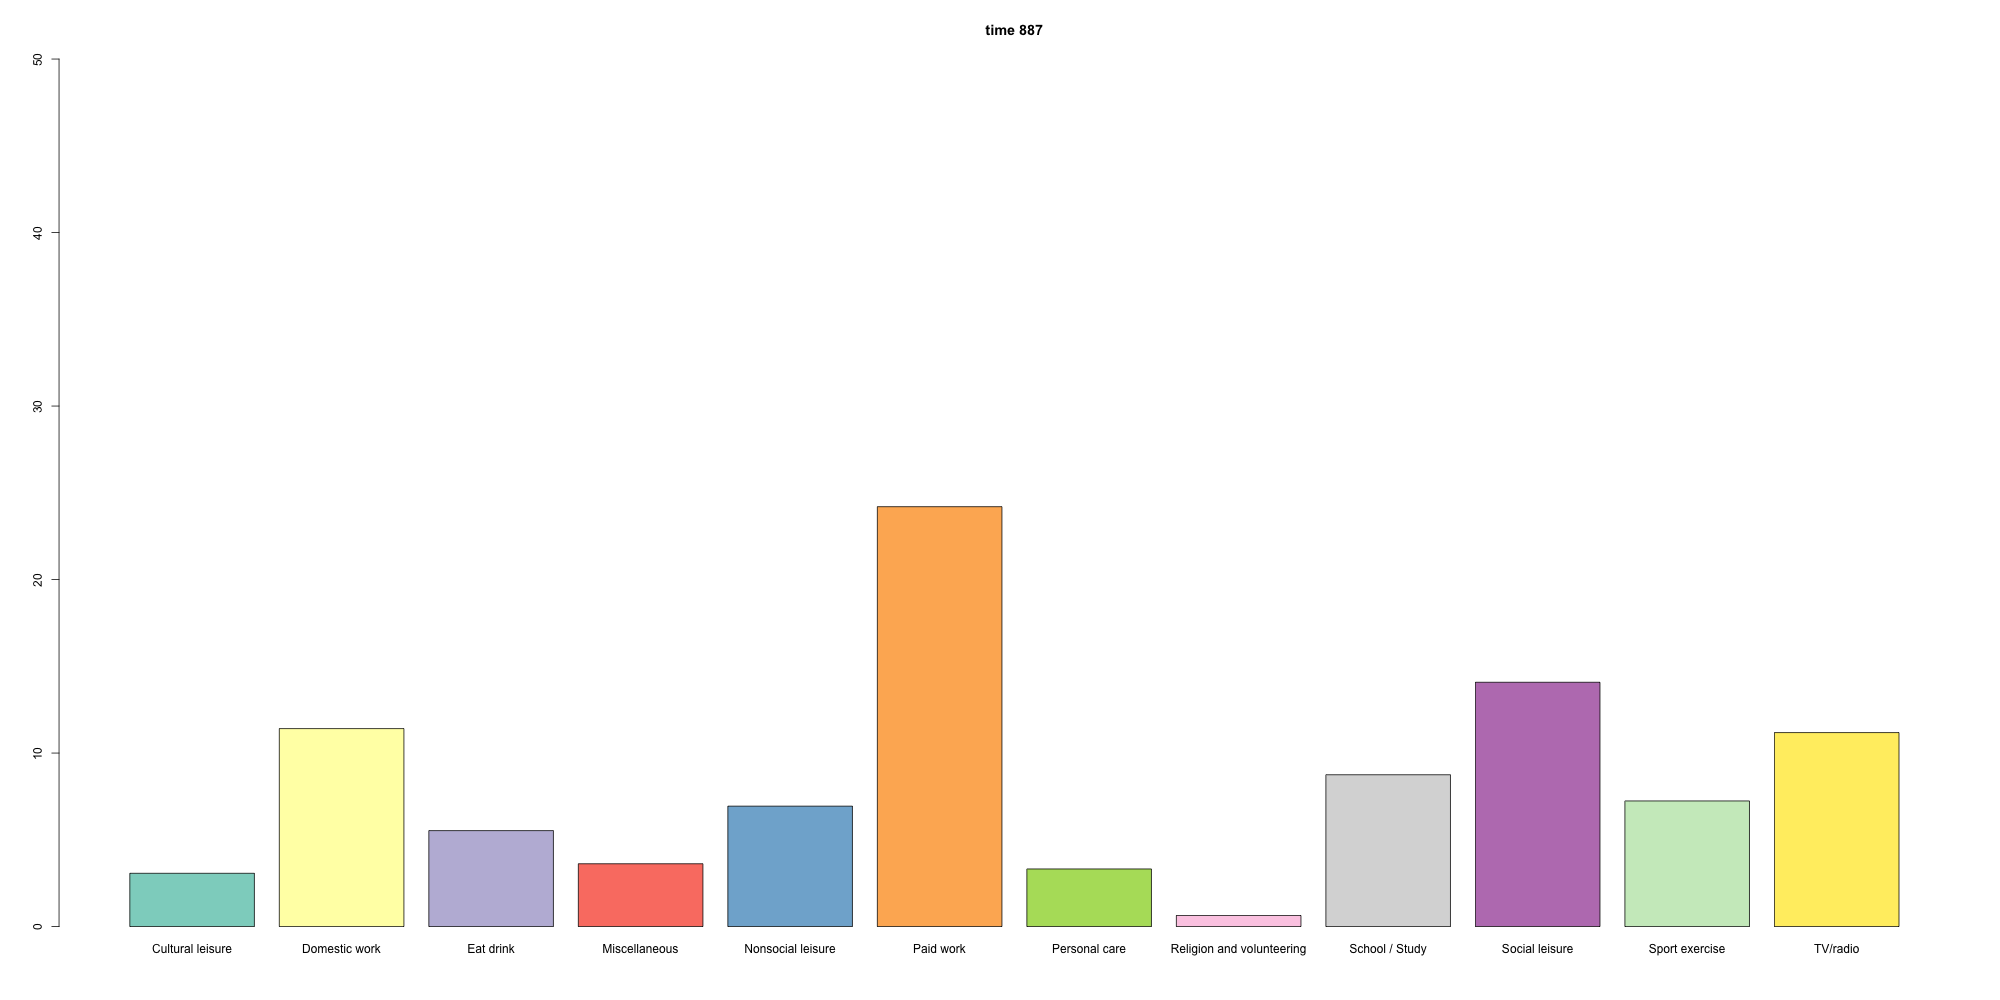 time 887
50
40
30
20
10
0
Cultural leisure
Domestic work
Eat drink
Miscellaneous
Nonsocial leisure
Paid work
Personal care
Religion and volunteering
School / Study
Social leisure
Sport exercise
TV/radio